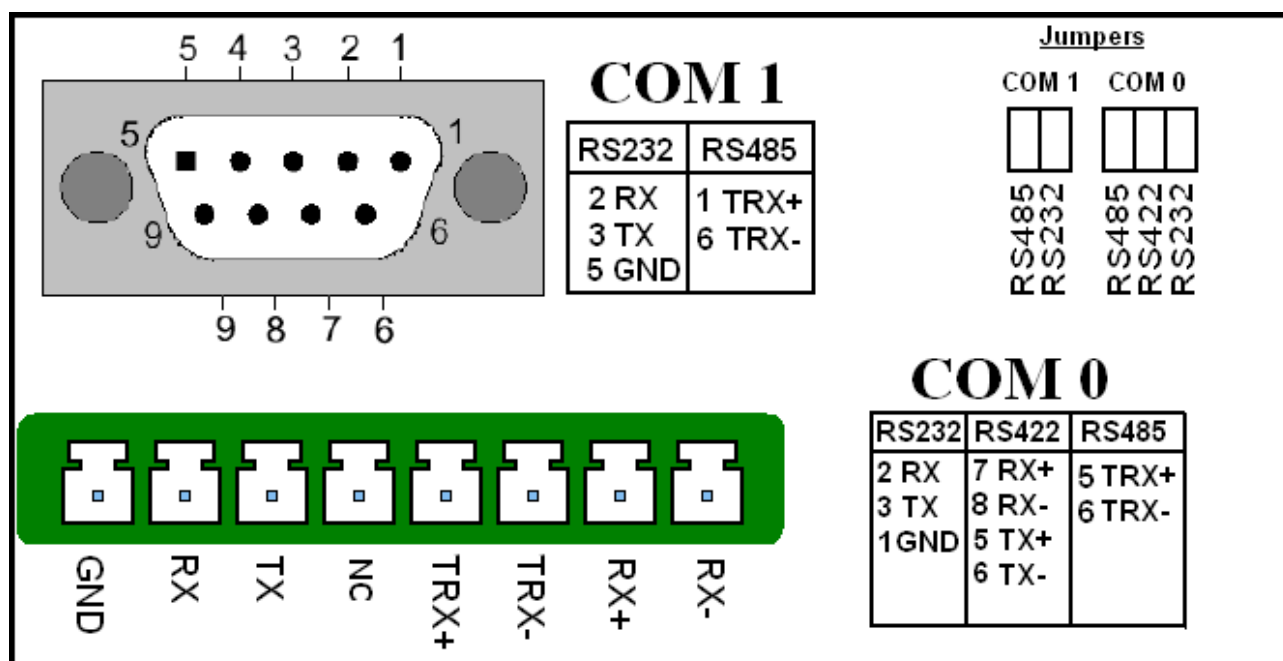 5 4 3 2 1
5 1
9 6
9 8 7 6
COM 1
RS232 RS485
2 RX 1 TRX+
3 TX 6 TRX-
5 GND
Jumpers
COM 1 COM 0
RS485
RS232
RS485
RS422
RS232
GND
RX
TX
NC
TRX+
TRX-
RX+
RX-
COM 0
RS232 RS422 RS485
2 RX 7 RX+ 5 TRX+
3 TX 8 RX- 6 TRX-
1GND 5 TX+
6 TX-